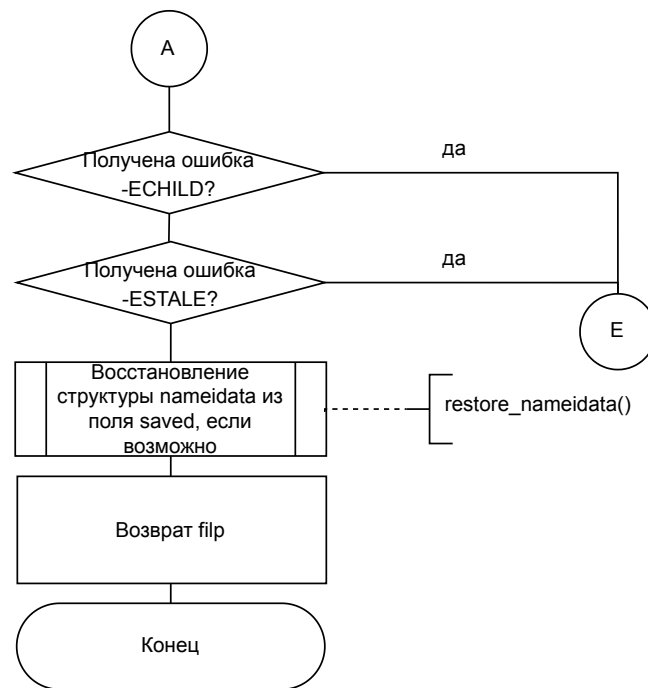 A
Получена ошибка
-ECHILD?
да
Получена ошибка
-ESTALE?
да
E
Восстановление
структуры nameidata из
поля saved, если
возможно
restore_nameidata()
Возврат filp
Конец